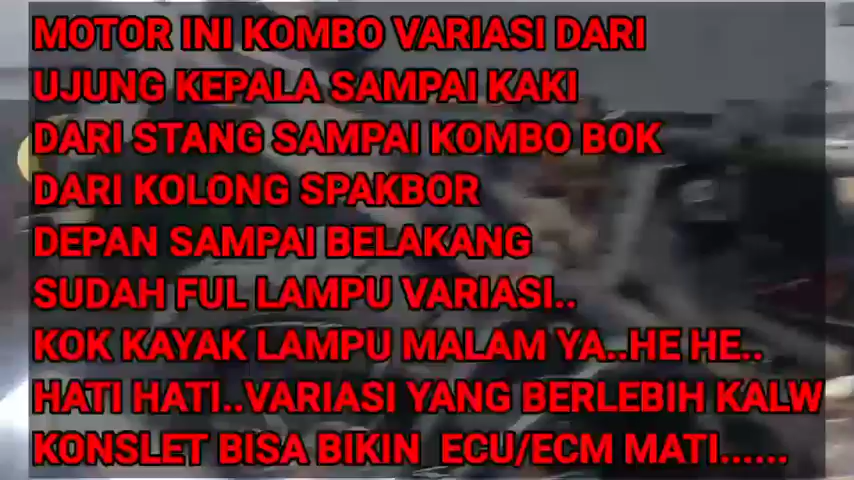 MOTOR INI KOMBO VARIASI DARI
UJUNG KEPALA SAMPAI KAKI
DARI STANG SAMPAI KOMBO BOK
DARI KOLONG SPAKBOR
DEPAN SAMPAI BELAKANG
SUDAH FUL LAMPU VARIASI..
KOK KAYAK LAMPU MALAM YA..HE HE..
HATI HATI..VARIASI YANG BERLEBIH KALW
KONSLET BISA BIKIN  ECU/ECM MATI......